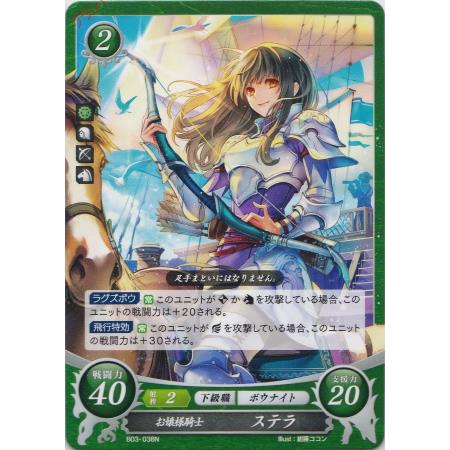 2
足手まといにはなりません。
ラグズボウ 常 このユニットが か を攻撃している場合、この
ユニットの戦闘力は+20される。
飛行特効 常 このユニットが を攻撃している場合、このユニット
の戦闘力は+30される。
戦闘力
40
射程 2 下級職 ボウナイト
支援力
20
お嬢様騎士 ステラ
B03-038N
Illust: